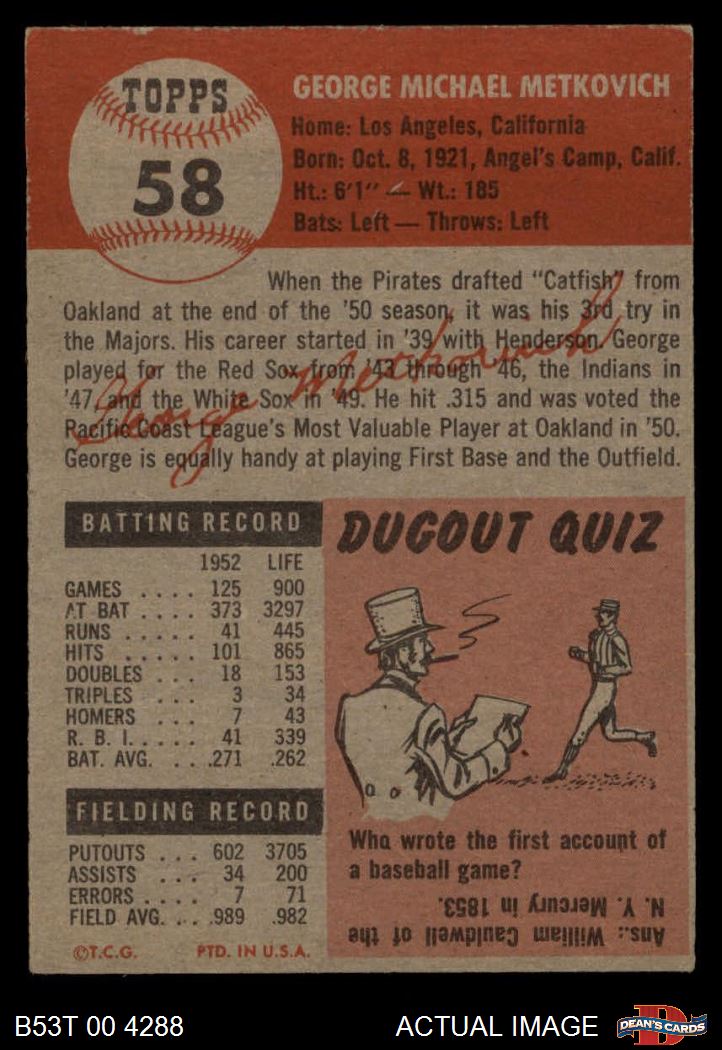 TOPPS
58
GEORGE MICHAEL METKOVICH
Home: Los Angeles, California
Born: Oct. 8, 1921, Angel's Camp, Calif.
Ht.: 6'1" — Wt.: 185
Bats: Left — Throws: Left
When the Pirates drafted "Catfish" from
Oakland at the end of the '50 season, it was his 3rd try in
the Majors. His career started in '39 with Henderson. George
played for the Red Sox from '43 through '46, the Indians in
'47, and the White Sox in '49. He hit .315 and was voted the
Pacific Coast League's Most Valuable Player at Oakland in '50.
George is equally handy at playing First Base and the Outfield.
George Metkovich
BATTING RECORD
1952 LIFE
GAMES .... 125 900
AT BAT .... 373 3297
RUNS ..... 41 445
HITS ..... 101 865
DOUBLES ... 18 153
TRIPLES ... 3 34
HOMERS ... 7 43
R. B. I. .... 41 339
BAT. AVG. ... .271 .262
FIELDING RECORD
PUTOUTS ... 602 3705
ASSISTS ... 34 200
ERRORS .... 7 71
FIELD AVG. .. .989 .982
©T.C.G. PTD. IN U.S.A.
DUGOUT QUIZ
Who wrote the first account of
a baseball game?
Ans.: William Cauldwell of the
N. Y. Mercury in 1853.
B53T 00 4288
ACTUAL IMAGE
D
DEAN'S CARDS